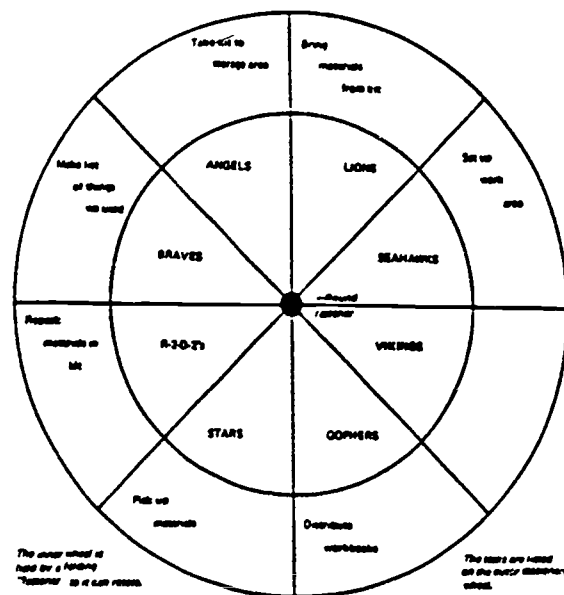 Take kit to
storage area
Bring
materials
from kit
Make list
of things
we used
ANGELS
LIONS
Set up
work
area
BRAVES
SEAHAWKS
Round
fastener
Repack
materials in
kit
R-2-D-2's
VIKINGS
STARS
GOPHERS
Pick up
materials
Distribute
workbooks
The inner wheel is
held by a folding
"fastener" so it can rotate.
The tasks are listed
on the outer stationary
wheel.